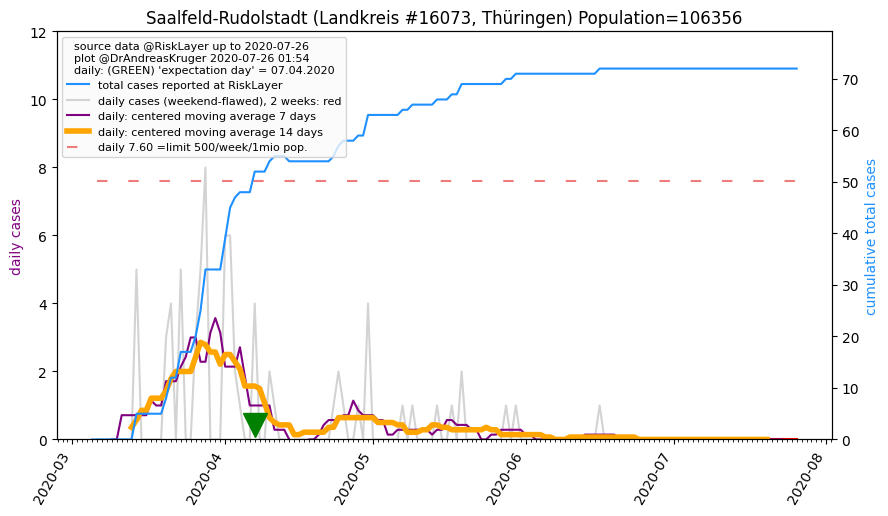 Saalfeld-Rudolstadt (Landkreis #16073, Thüringen) Population=106356
source data @RiskLayer up to 2020-07-26
plot @DrAndreasKruger 2020-07-26 01:54
daily: (GREEN) 'expectation day' = 07.04.2020
total cases reported at RiskLayer
daily cases (weekend-flawed), 2 weeks: red
daily: centered moving average 7 days
daily: centered moving average 14 days
daily 7.60 =limit 500/week/1mio pop.
daily cases
12
10
8
6
4
2
0
cumulative total cases
70
60
50
40
30
20
10
0
2020-03
2020-04
2020-05
2020-06
2020-07
2020-08